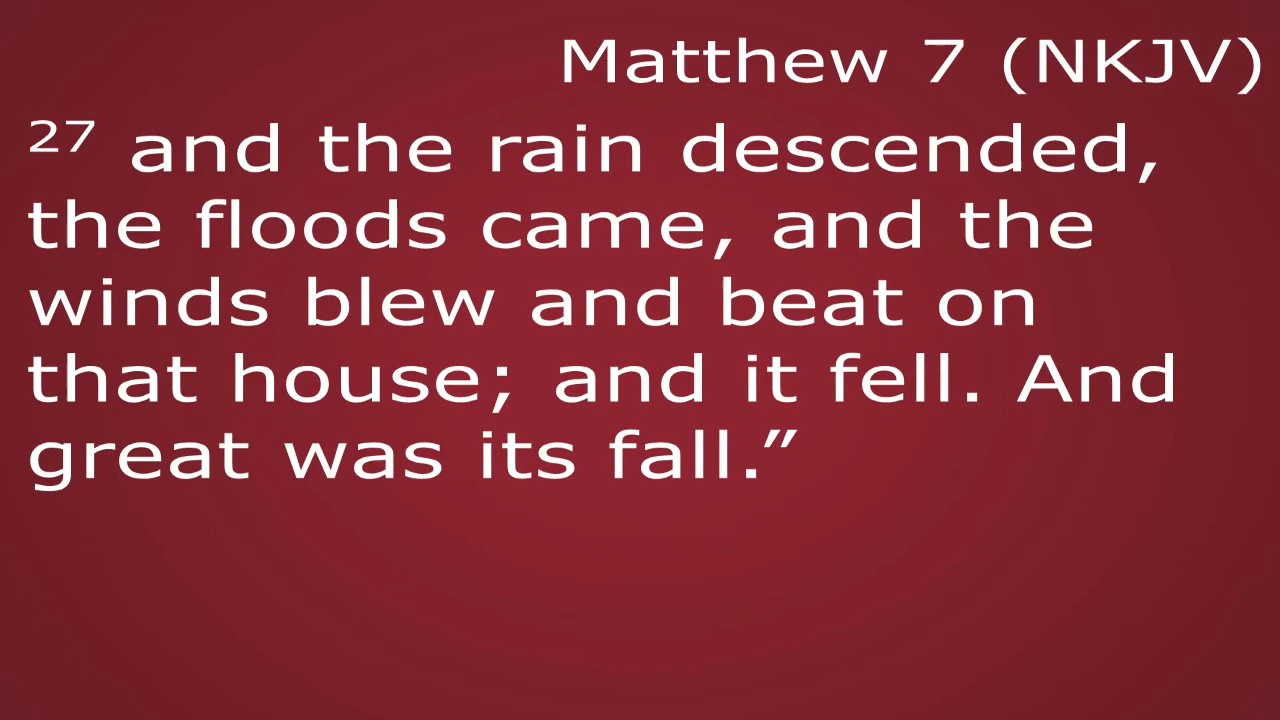 Matthew 7 (NKJV)
27 and the rain descended,
the floods came, and the
winds blew and beat on
that house; and it fell. And
great was its fall.”